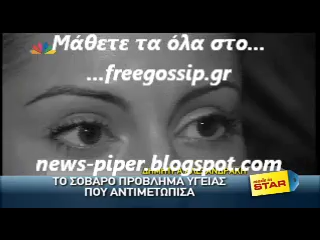 Μάθετε τα όλα στο...
...freegossip.gr
news-piper.blogspot.com
ΤΟ ΣΟΒΑΡΟ ΠΡΟΒΛΗΜΑ ΥΓΕΙΑΣ
ΠΟΥ ΑΝΤΙΜΕΤΩΠΙΣΑ
STAR